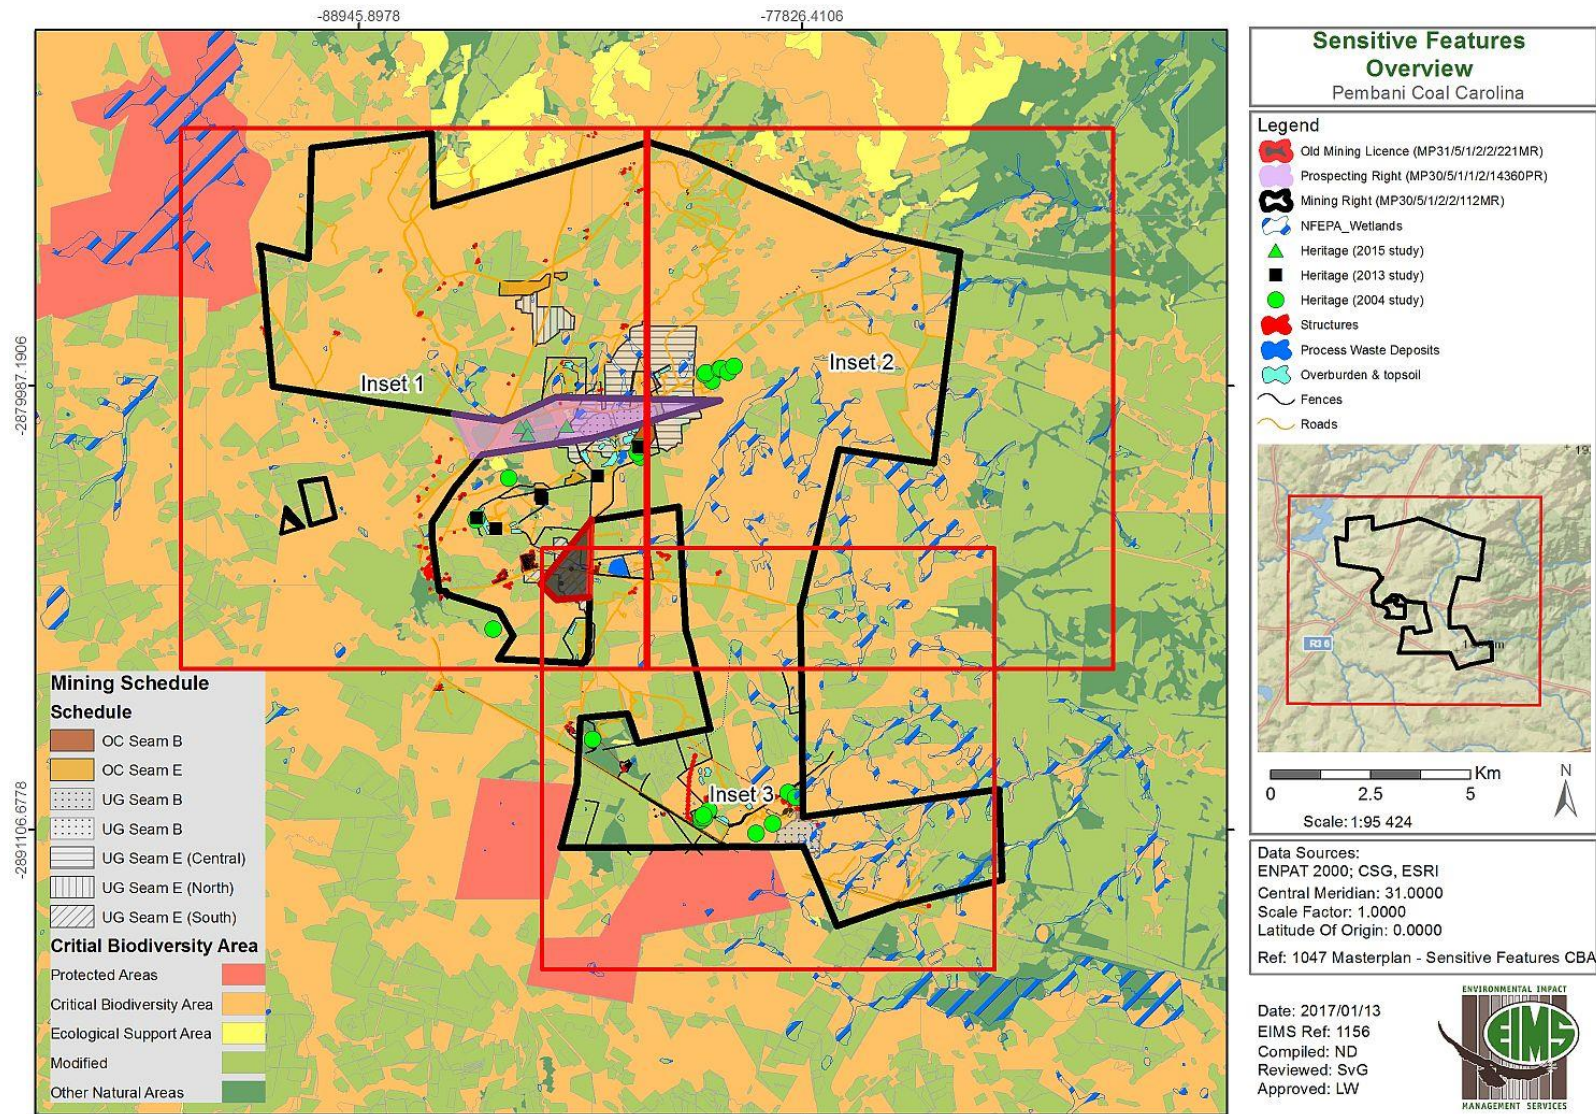 -88945.8978
-77826.4106
-2879987.1906
-2891106.6778
Inset 1
Inset 2
Inset 3
Mining Schedule
Schedule
OC Seam B
OC Seam E
UG Seam B
UG Seam B
UG Seam E (Central)
UG Seam E (North)
UG Seam E (South)
Critial Biodiversity Area
Protected Areas
Critical Biodiversity Area
Ecological Support Area
Modified
Other Natural Areas
Sensitive Features
Overview
Pembani Coal Carolina
Legend
Old Mining Licence (MP31/5/1/2/2/221MR)
Prospecting Right (MP30/5/1/1/2/14360PR)
Mining Right (MP30/5/1/2/2/112MR)
NFEPA_Wetlands
Heritage (2015 study)
Heritage (2013 study)
Heritage (2004 study)
Structures
Process Waste Deposits
Overburden & topsoil
Fences
Roads
R36
Km
0 2.5 5
N
Scale: 1:95 424
Data Sources:
ENPAT 2000; CSG, ESRI
Central Meridian: 31.0000
Scale Factor: 1.0000
Latitude Of Origin: 0.0000
Ref: 1047 Masterplan - Sensitive Features CBA
Date: 2017/01/13
EIMS Ref: 1156
Compiled: ND
Reviewed: SvG
Approved: LW
ENVIRONMENTAL IMPACT
EIMS
MANAGEMENT SERVICES